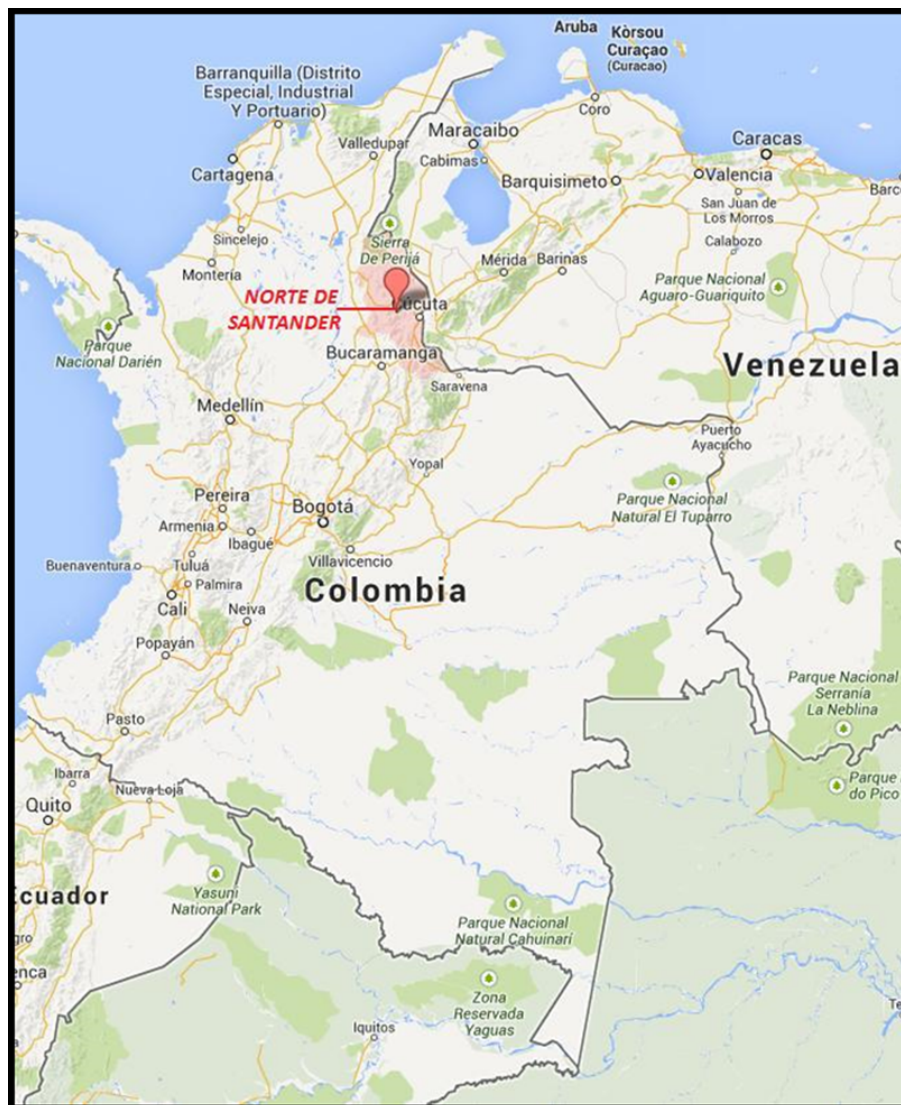 Aruba
Kòrsou
Curaçao
(Curacao)
Barranquilla (Distrito
Especial, Industrial
Y Portuario)
Coro
Maracaibo
Caracas
Valledupar
Cabimas
Cartagena
Barquisimeto
Valencia
San Juan de
Los Morros
Sincelejo
Calabozo
Sierra
De Perijá
Montería
Mérida
Barinas
Parque Nacional
Aguaro-Guariquito
NORTE DE
SANTANDER
Cúcuta
Parque
Nacional Darién
Bucaramanga
Saravena
Venezuela
Medellín
Puerto
Ayacucho
Yopal
Pereira
Bogotá
Parque Nacional
Natural El Tuparro
Armenia
Ibagué
Villavicencio
Buenaventura
Tuluá
Palmira
Colombia
Cali
Neiva
Popayán
Parque Nacional
Serranía
La Neblina
Pasto
Ibarra
Nueva Loja
Parque
do Pico
Quito
Yasuni
National Park
Ecuador
Parque Nacional
Natural Cahuinarí
Zona
Reservada
Yaguas
Iquitos